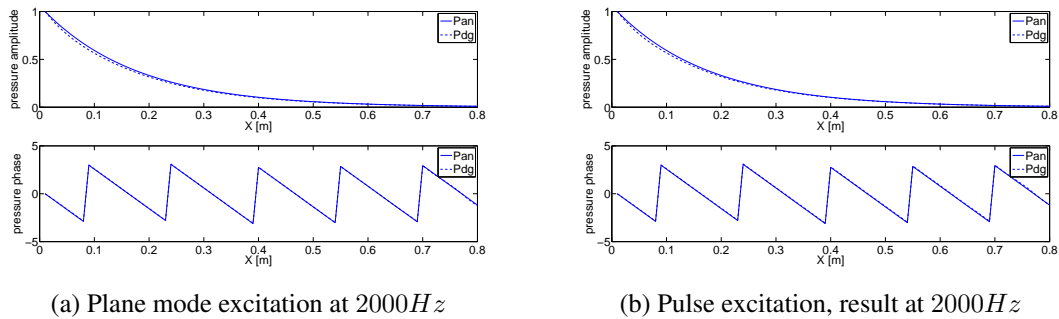 1
0.5
0
pressure amplitude
0 0.1 0.2 0.3 0.4 0.5 0.6 0.7 0.8
X [m]
Pan
Pdg
5
0
−5
pressure phase
0 0.1 0.2 0.3 0.4 0.5 0.6 0.7 0.8
X [m]
Pan
Pdg
(a) Plane mode excitation at 2000Hz
1
0.5
0
pressure amplitude
0 0.1 0.2 0.3 0.4 0.5 0.6 0.7 0.8
X [m]
Pan
Pdg
5
0
−5
pressure phase
0 0.1 0.2 0.3 0.4 0.5 0.6 0.7 0.8
X [m]
Pan
Pdg
(b) Pulse excitation, result at 2000Hz